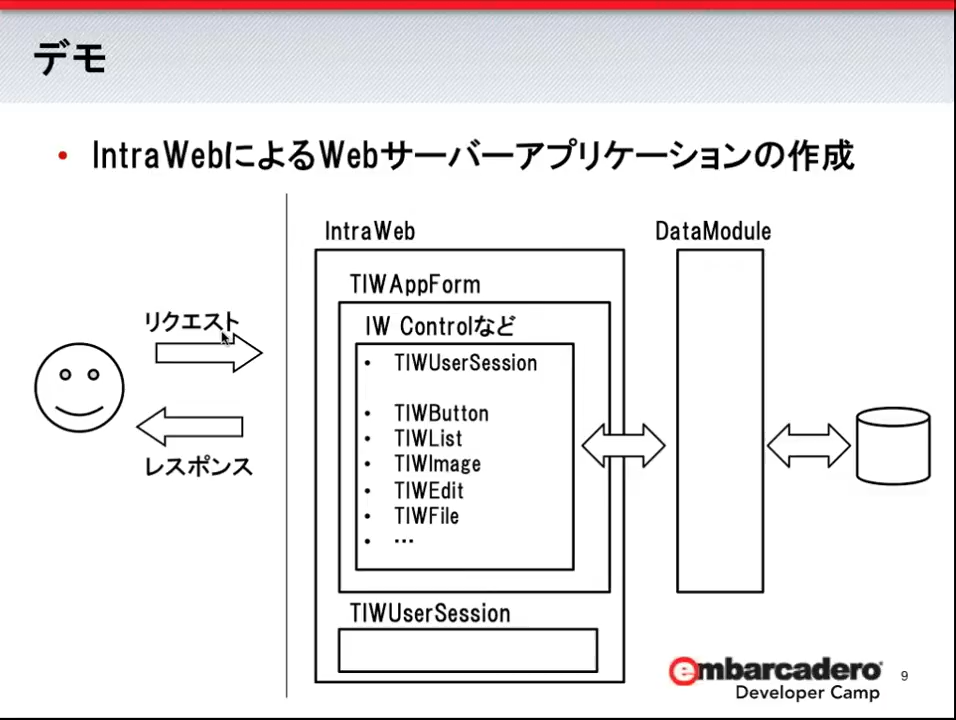 デモ
• IntraWebによるWebサーバーアプリケーションの作成
IntraWeb
DataModule
TIWAppForm
リクエスト
IW Controlなど
• TIWUserSession
• TIWButton
• TIWList
• TIWImage
• TIWEdit
• TIWFile
• …
レスポンス
TIWUserSession
embarcadero
Developer Camp
9